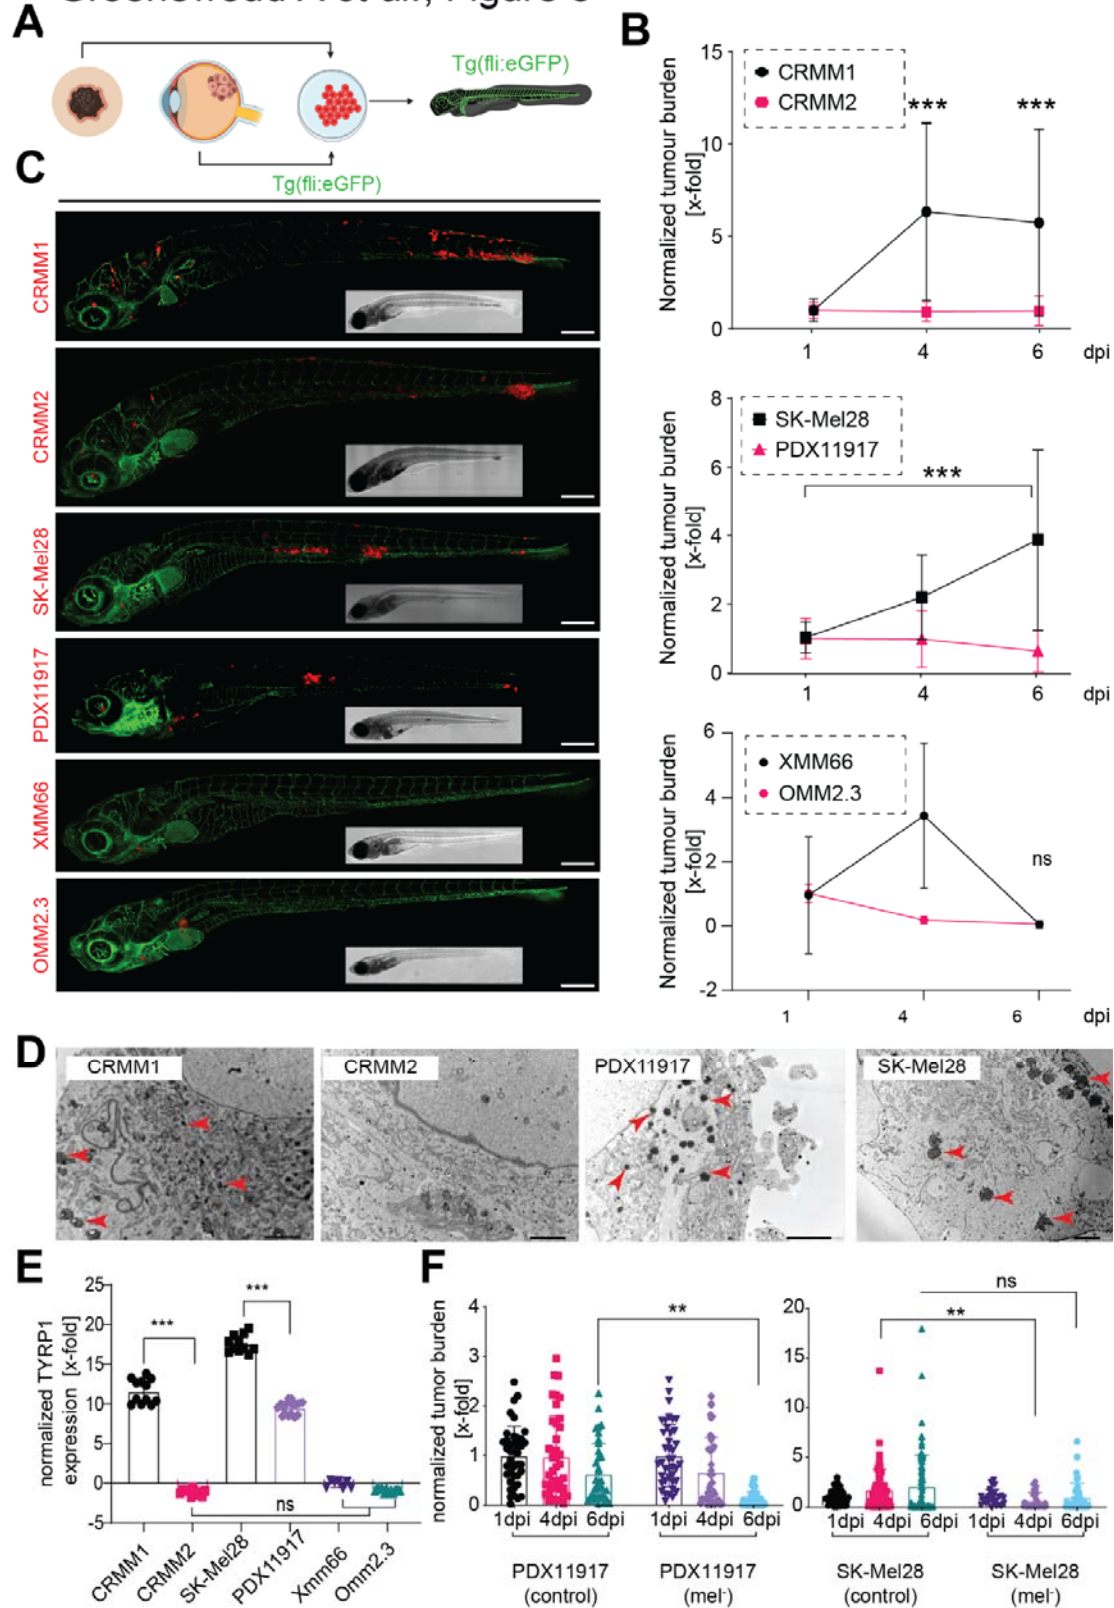 A
Tg(fli:eGFP)
B
Normalized tumour burden
[x-fold]
15
10
5
0
CRMM1
CRMM2
***
***
1
4
6
dpi
Normalized tumour burden
[x-fold]
8
6
4
2
0
SK-Mel28
PDX11917
***
1
4
6
dpi
Normalized tumour burden
[x-fold]
6
4
2
0
-2
XMM66
OMM2.3
ns
1
4
6
dpi
C
Tg(fli:eGFP)
CRMM1
CRMM2
SK-Mel28
PDX11917
XMM66
OMM2.3
D
CRMM1
CRMM2
PDX11917
SK-Mel28
E
normalized TYRP1
expression [x-fold]
25
20
15
10
5
0
-5
***
***
ns
CRMM1
CRMM2
SK-Mel28
PDX11917
Xmm66
Omm2.3
F
normalized tumor burden
[x-fold]
4
3
2
1
0
**
1dpi 4dpi 6dpi
1dpi 4dpi 6dpi
PDX11917
(control)
PDX11917
(mel-)
20
15
10
5
0
ns
**
1dpi 4dpi 6dpi
1dpi 4dpi 6dpi
SK-Mel28
(control)
SK-Mel28
(mel-)